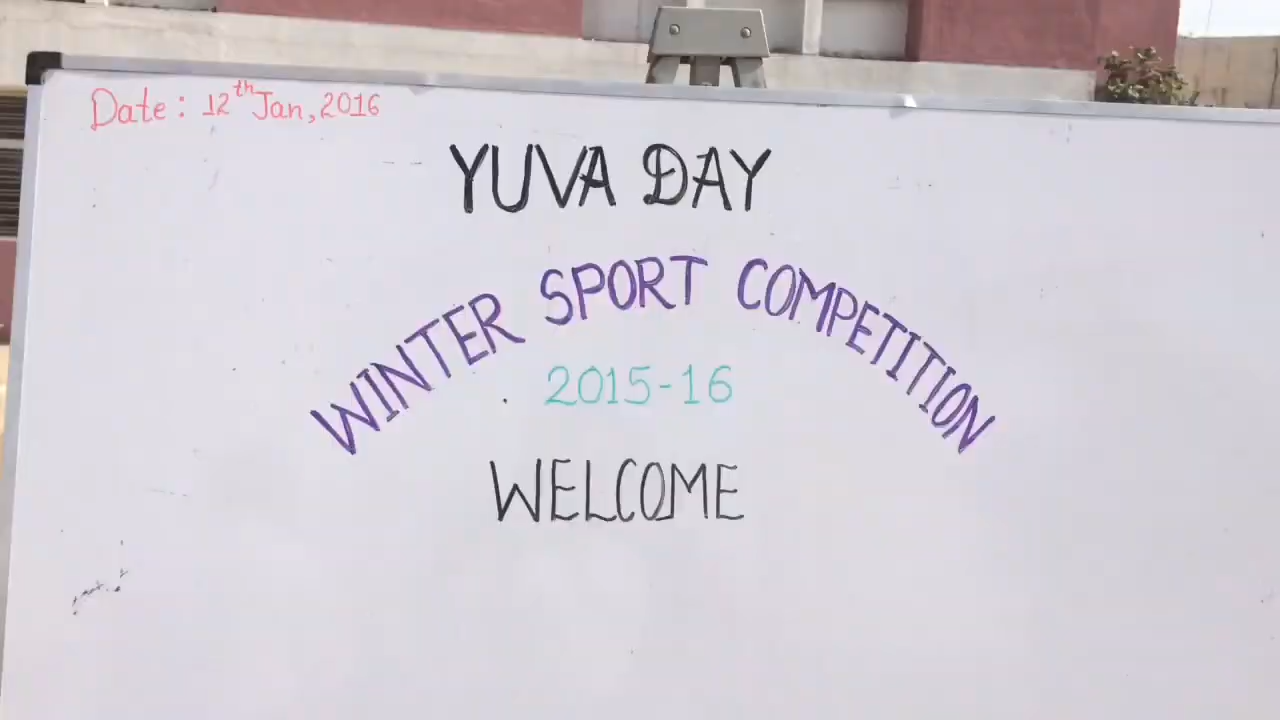 Date: 12th Jan, 2016
YUVA DAY
WINTER SPORT COMPETITION
2015-16
WELCOME